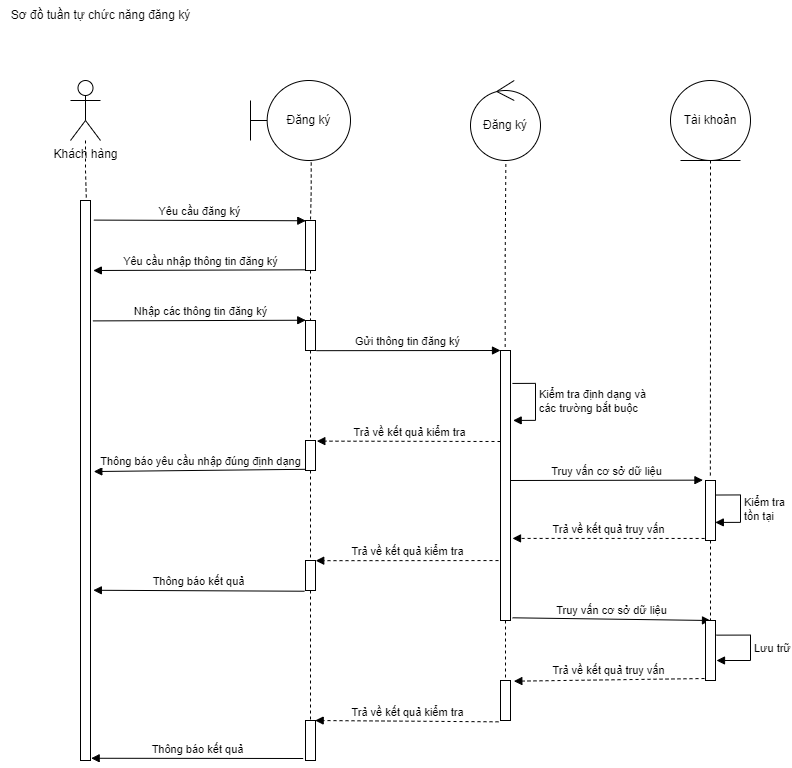 Sơ đồ tuần tự chức năng đăng ký
Đăng ký
Đăng ký
Tài khoản
Khách hàng
Yêu cầu đăng ký
Yêu cầu nhập thông tin đăng ký
Nhập các thông tin đăng ký
Gửi thông tin đăng ký
Kiểm tra định dạng và
các trường bắt buộc
Trả về kết quả kiểm tra
Thông báo yêu cầu nhập đúng định dạng
Truy vấn cơ sở dữ liệu
Kiểm tra
tồn tại
Trả về kết quả truy vấn
Trả về kết quả kiểm tra
Thông báo kết quả
Truy vấn cơ sở dữ liệu
Lưu trữ
Trả về kết quả truy vấn
Trả về kết quả kiểm tra
Thông báo kết quả